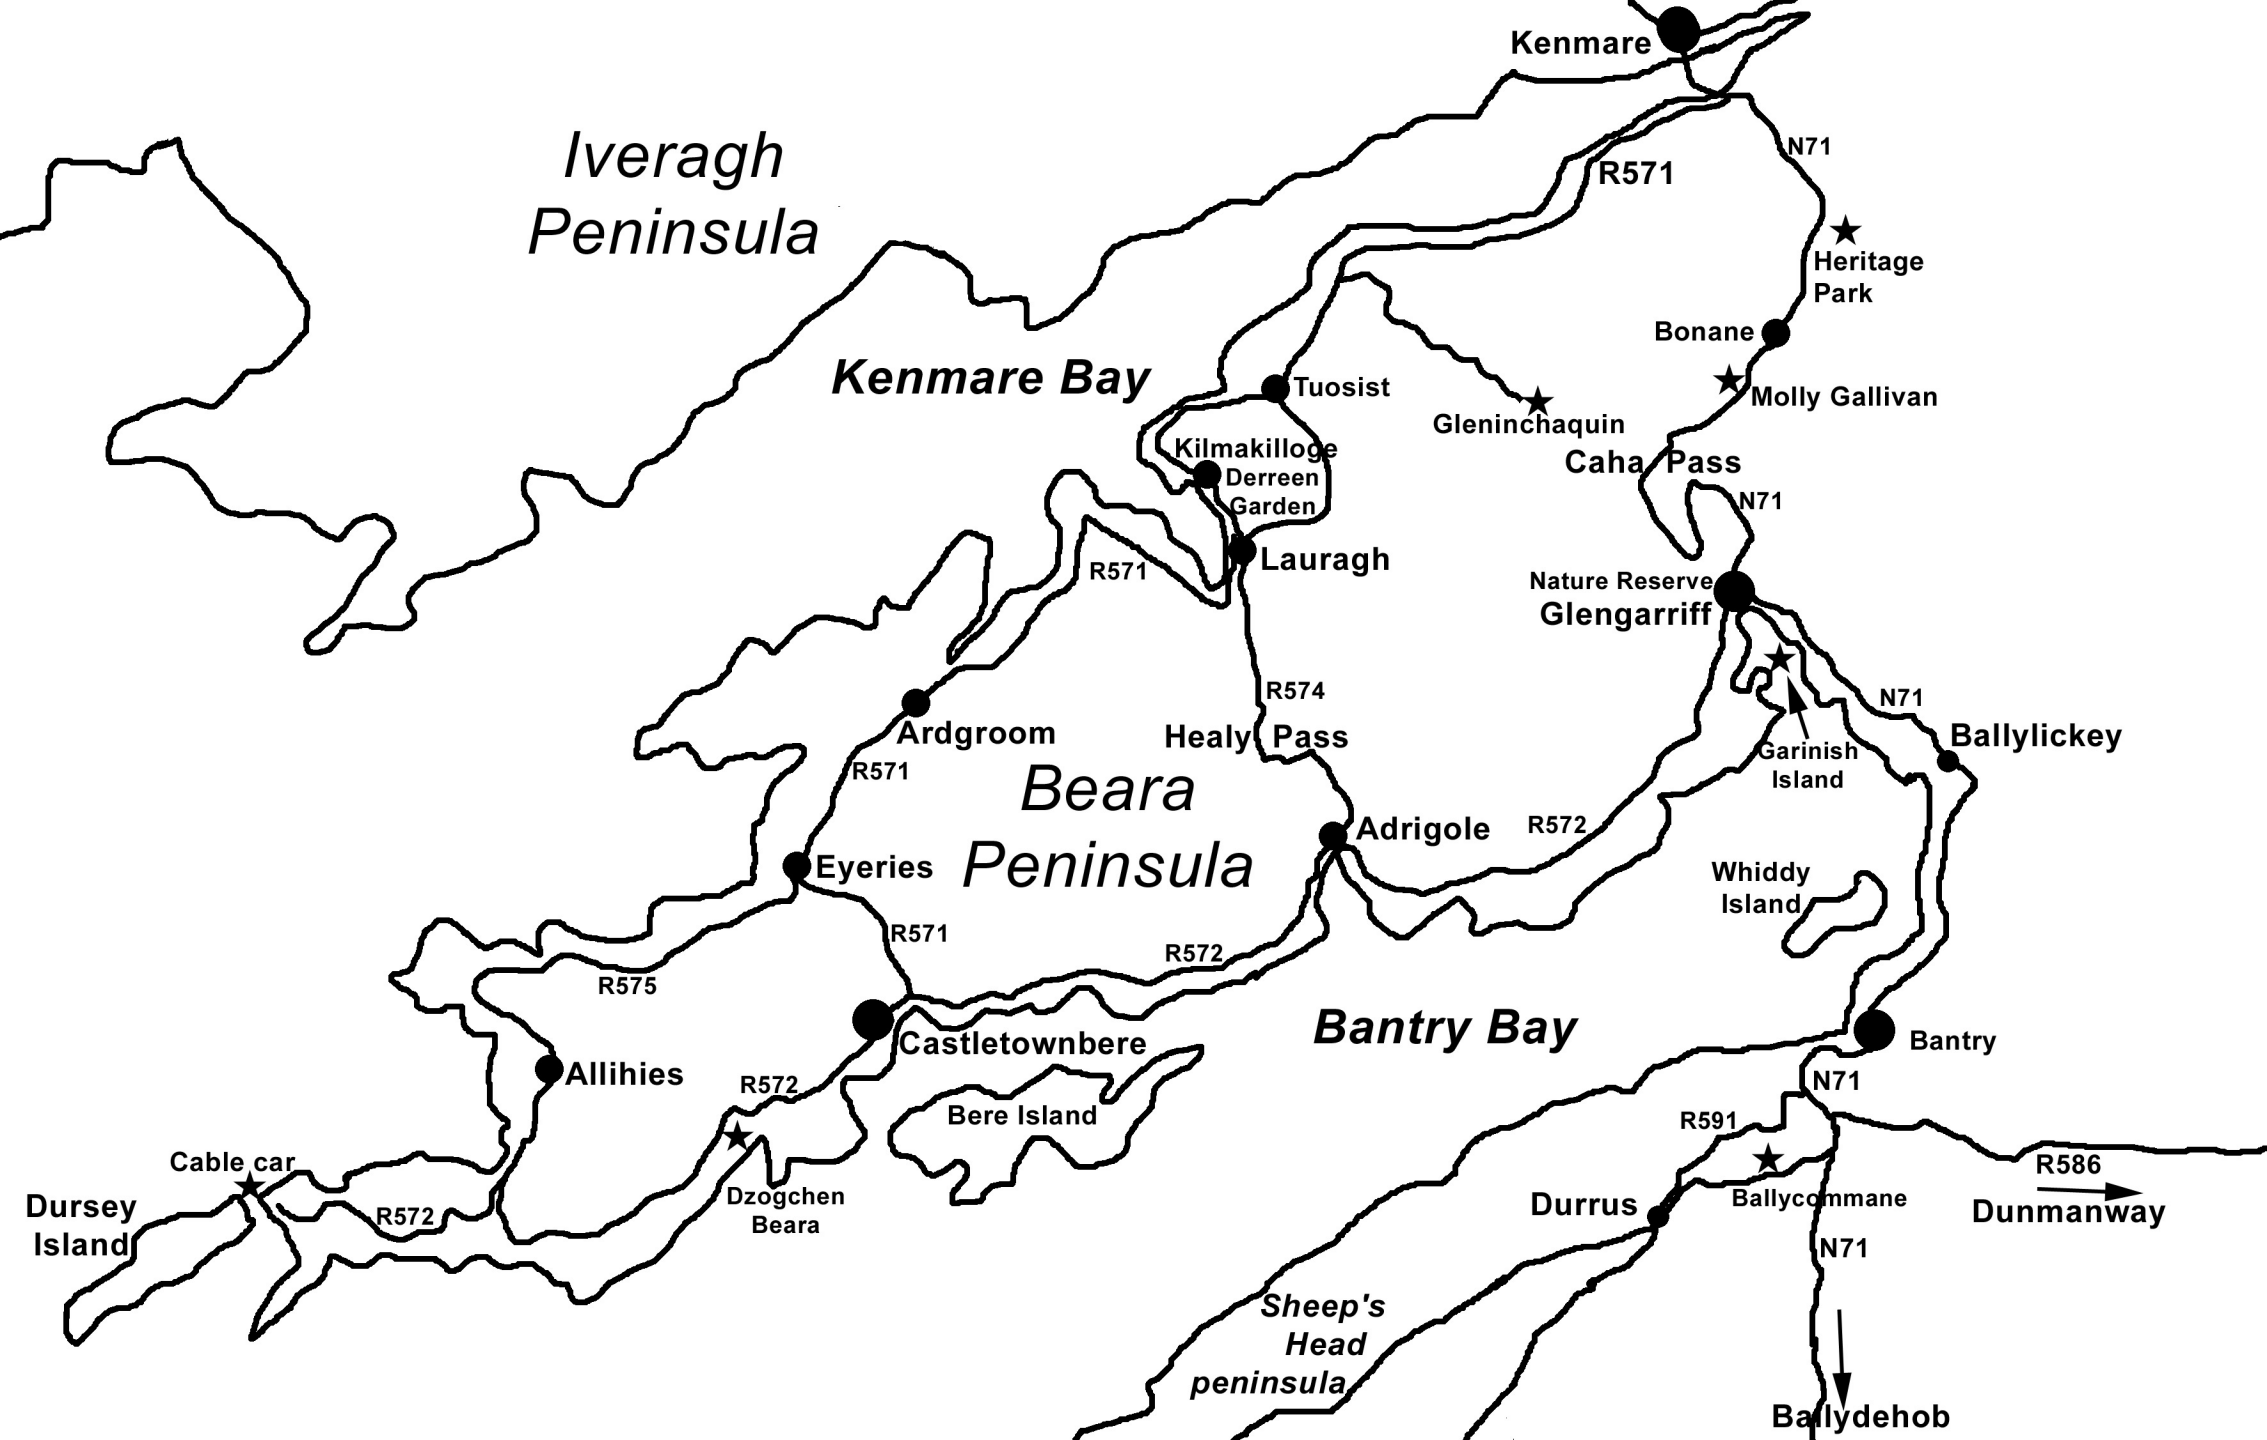 Kenmare
Iveragh
Peninsula
N71
R571
Heritage
Park
Bonane
Kenmare Bay
Tuosist
Molly Gallivan
Gleninchaquin
Kilmakilloge
Caha Pass
Derreen
Garden
N71
Lauragh
R571
Nature Reserve
Glengarriff
R574
N71
Ardgroom
Healy Pass
Ballylickey
Garinish
Island
R571
Beara
Peninsula
Adrigole
R572
Eyeries
Whiddy
Island
R571
R572
R575
Bantry Bay
Castletownbere
Bantry
Allihies
R572
N71
Bere Island
R591
Cable car
R586
Dursey
Island
R572
Dzogchen
Beara
Durrus
Ballycommane
Dunmanway
N71
Sheep's
Head
peninsula
Ballydehob